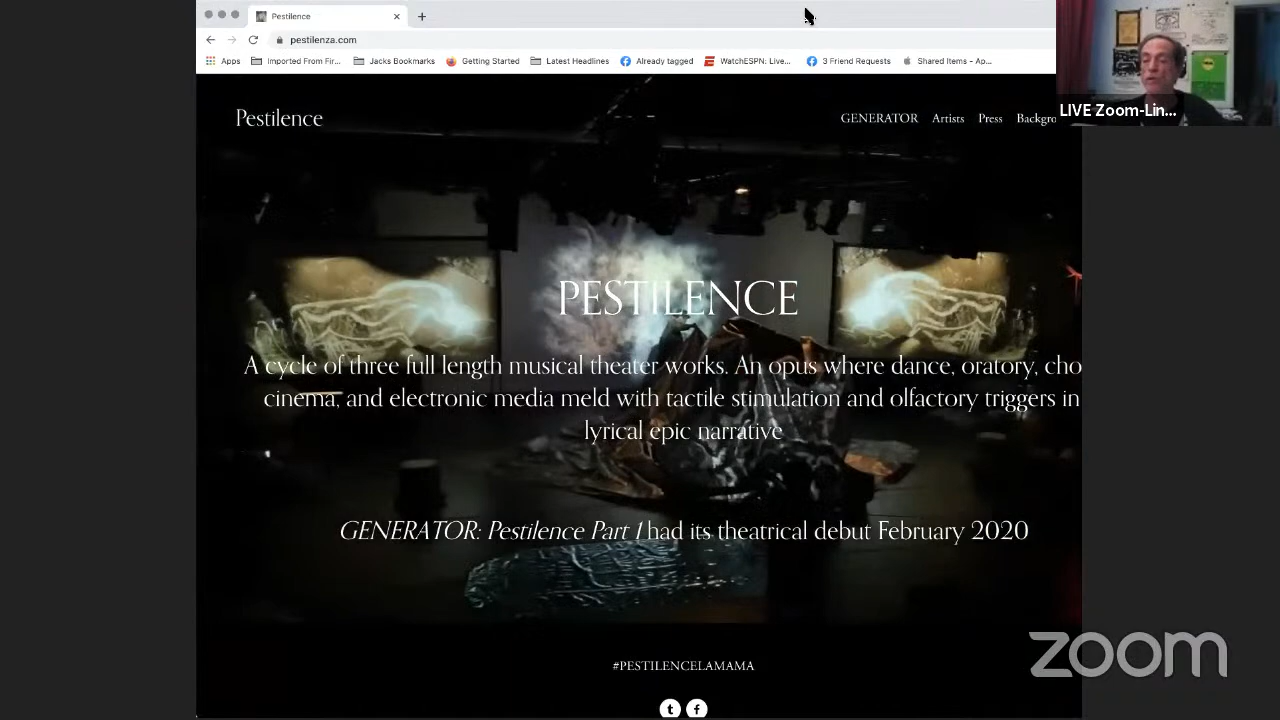 Pestilence
pestilenza.com
Apps Imported From Fir... Jacks Bookmarks Getting Started Latest Headlines Already tagged WatchESPN: Live... 3 Friend Requests Shared Items - Ap...
LIVE Zoom-Lin...
Pestilence
GENERATOR Artists Press Backgro
PESTILENCE
A cycle of three full length musical theater works. An opus where dance, oratory, cho
cinema, and electronic media meld with tactile stimulation and olfactory triggers in
lyrical epic narrative
GENERATOR: Pestilence Part 1 had its theatrical debut February 2020
#PESTILENCELAMAMA
t f
zoom